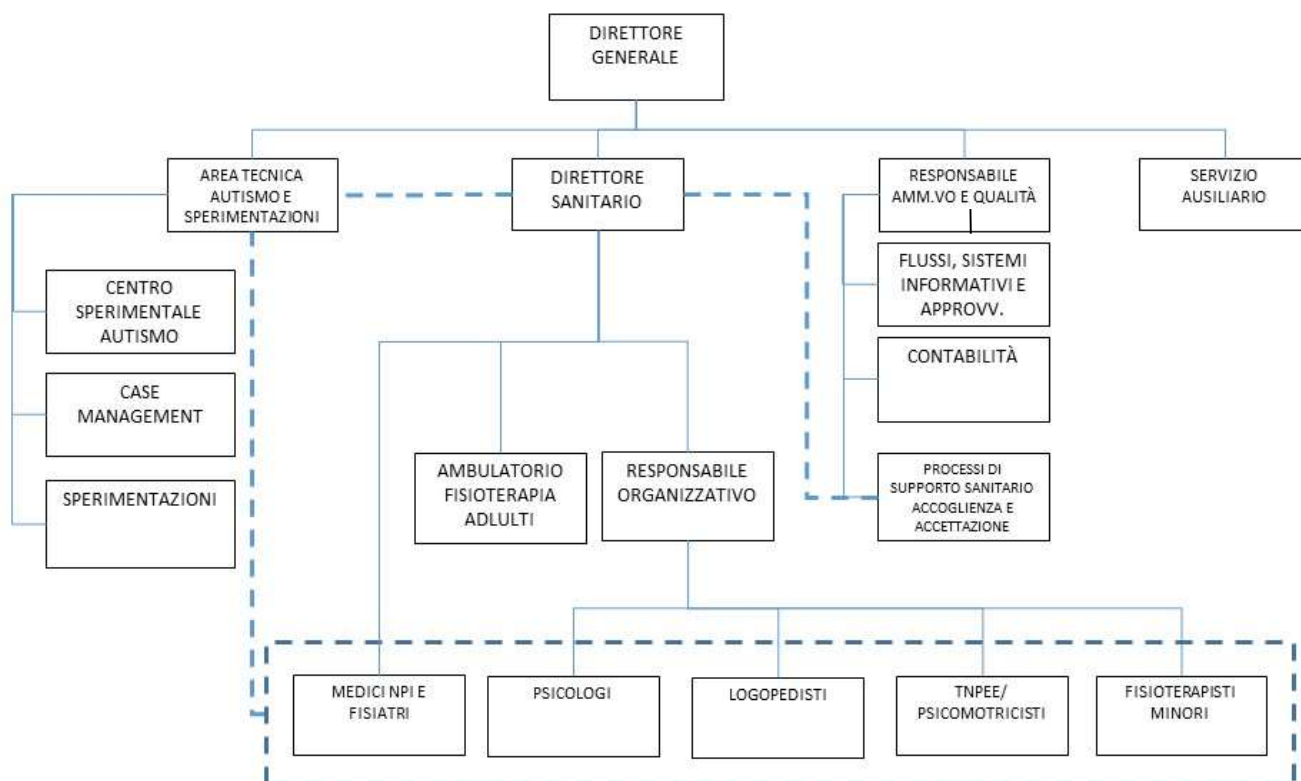 DIRETTORE
GENERALE
AREA TECNICA
AUTISMO E
SPERIMENTAZIONI
DIRETTORE
SANITARIO
RESPONSABILE
AMM.VO E QUALITÀ
SERVIZIO
AUSILIARIO
CENTRO
SPERIMENTALE
AUTISMO
CASE
MANAGEMENT
SPERIMENTAZIONI
FLUSSI, SISTEMI
INFORMATIVI E
APPROVV.
CONTABILITÀ
AMBULATORIO
FISIOTERAPIA
ADLULTI
RESPONSABILE
ORGANIZZATIVO
PROCESSI DI
SUPPORTO SANITARIO
ACCOGLIENZA E
ACCETTAZIONE
MEDICI NPI E
FISIATRI
PSICOLOGI
LOGOPEDISTI
TNPEE/
PSICOMOTRICISTI
FISIOTERAPISTI
MINORI